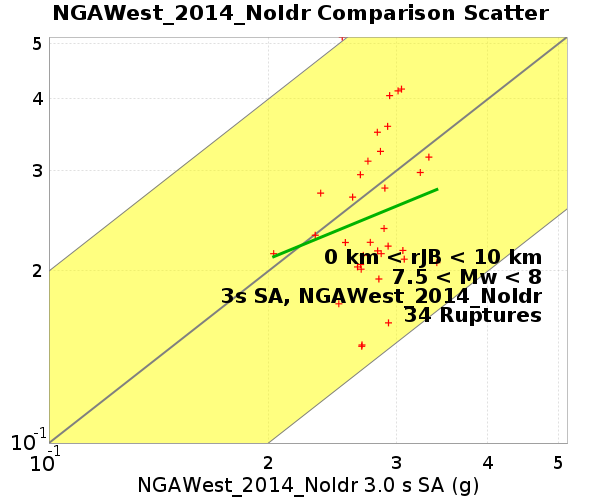 NGAWest_2014_NoIdr Comparison Scatter
5
4
3
2
10-1
0 km < rJB < 10 km
7.5 < Mw < 8
3s SA, NGAWest_2014_NoIdr
34 Ruptures
10-1 2 3 4 5
NGAWest_2014_NoIdr 3.0 s SA (g)